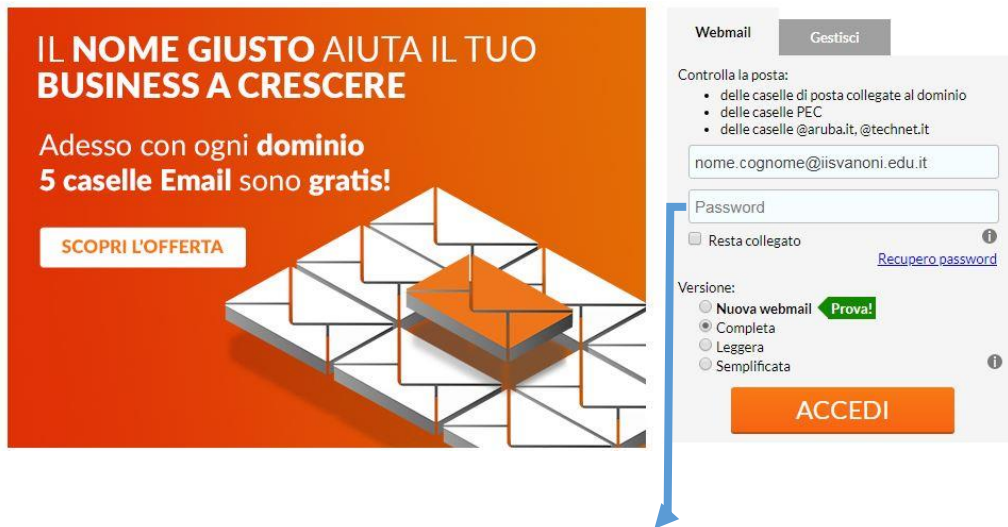 IL NOME GIUSTO AIUTA IL TUO
BUSINESS A CRESCERE
Adesso con ogni dominio
5 caselle Email sono gratis!
SCOPRI L'OFFERTA
Webmail
Gestisci
Controlla la posta:
• delle caselle di posta collegate al dominio
• delle caselle PEC
• delle caselle @aruba.it, @technet.it
nome.cognome@iisvanoni.edu.it
Password
Resta collegato
Recupero password
Versione:
Nuova webmail Prova!
Completa
Leggera
Semplificata
ACCEDI